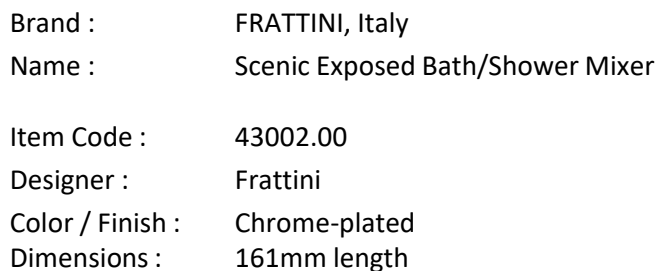 Brand : FRATTINI, Italy
Name : Scenic Exposed Bath/Shower Mixer
Item Code : 43002.00
Designer : Frattini
Color / Finish : Chrome-plated
Dimensions : 161mm length